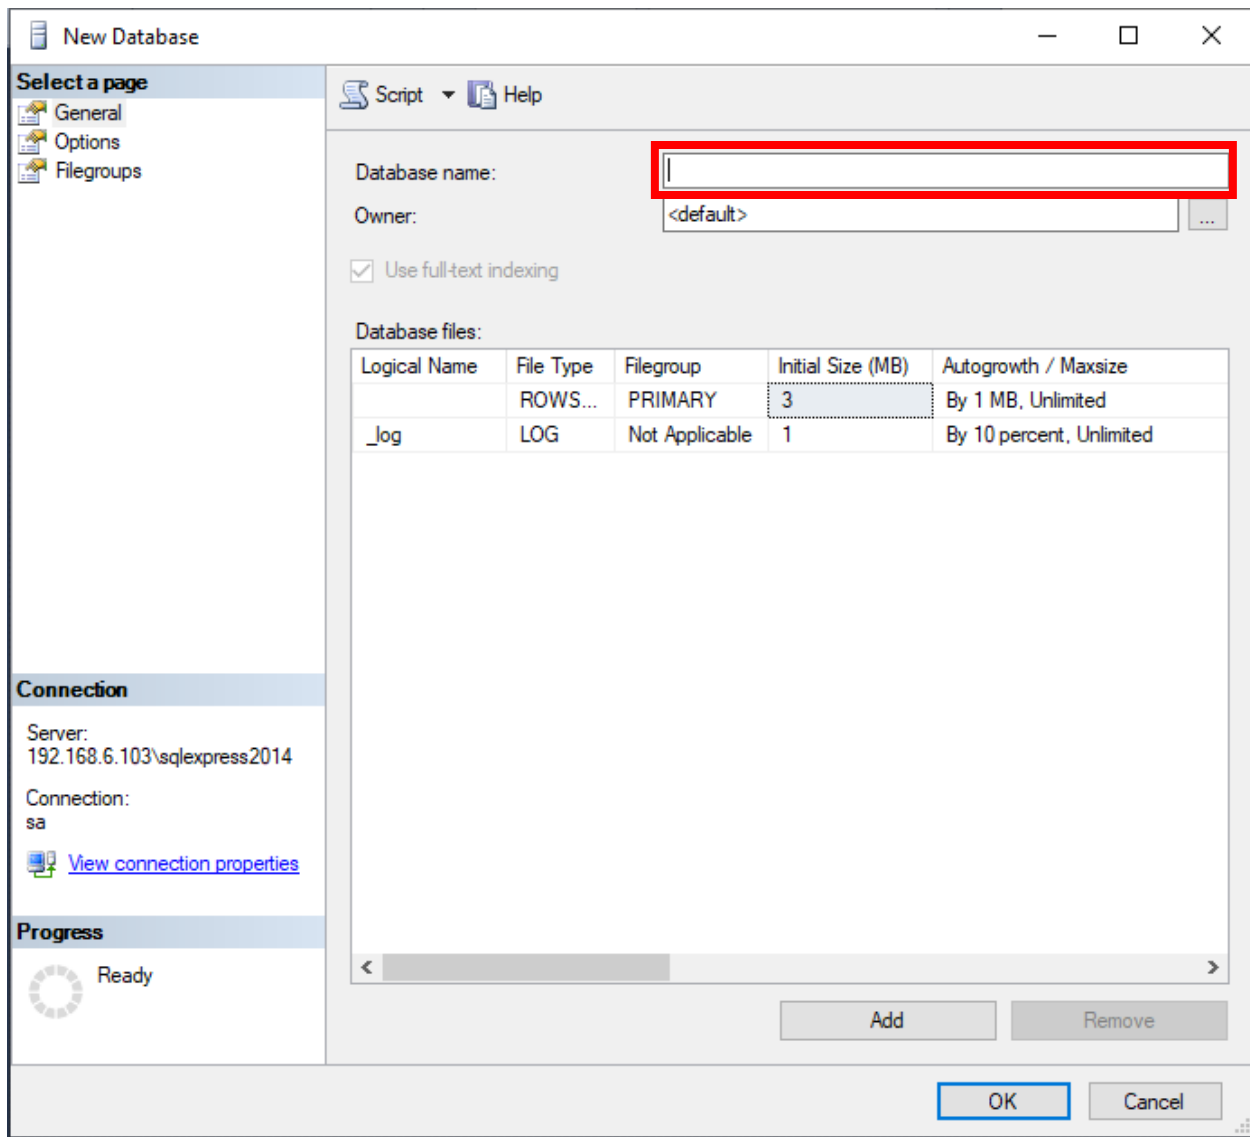 New Database
Select a page
General
Options
Filegroups
Script Help
Database name:
Owner: <default> ...
Use full-text indexing
Database files:
Logical Name File Type Filegroup Initial Size (MB) Autogrowth / Maxsize
ROWS... PRIMARY 3 By 1 MB, Unlimited
_log LOG Not Applicable 1 By 10 percent, Unlimited
Connection
Server:
192.168.6.103\sqlexpress2014
Connection:
sa
View connection properties
Progress
Ready
Add Remove
OK Cancel